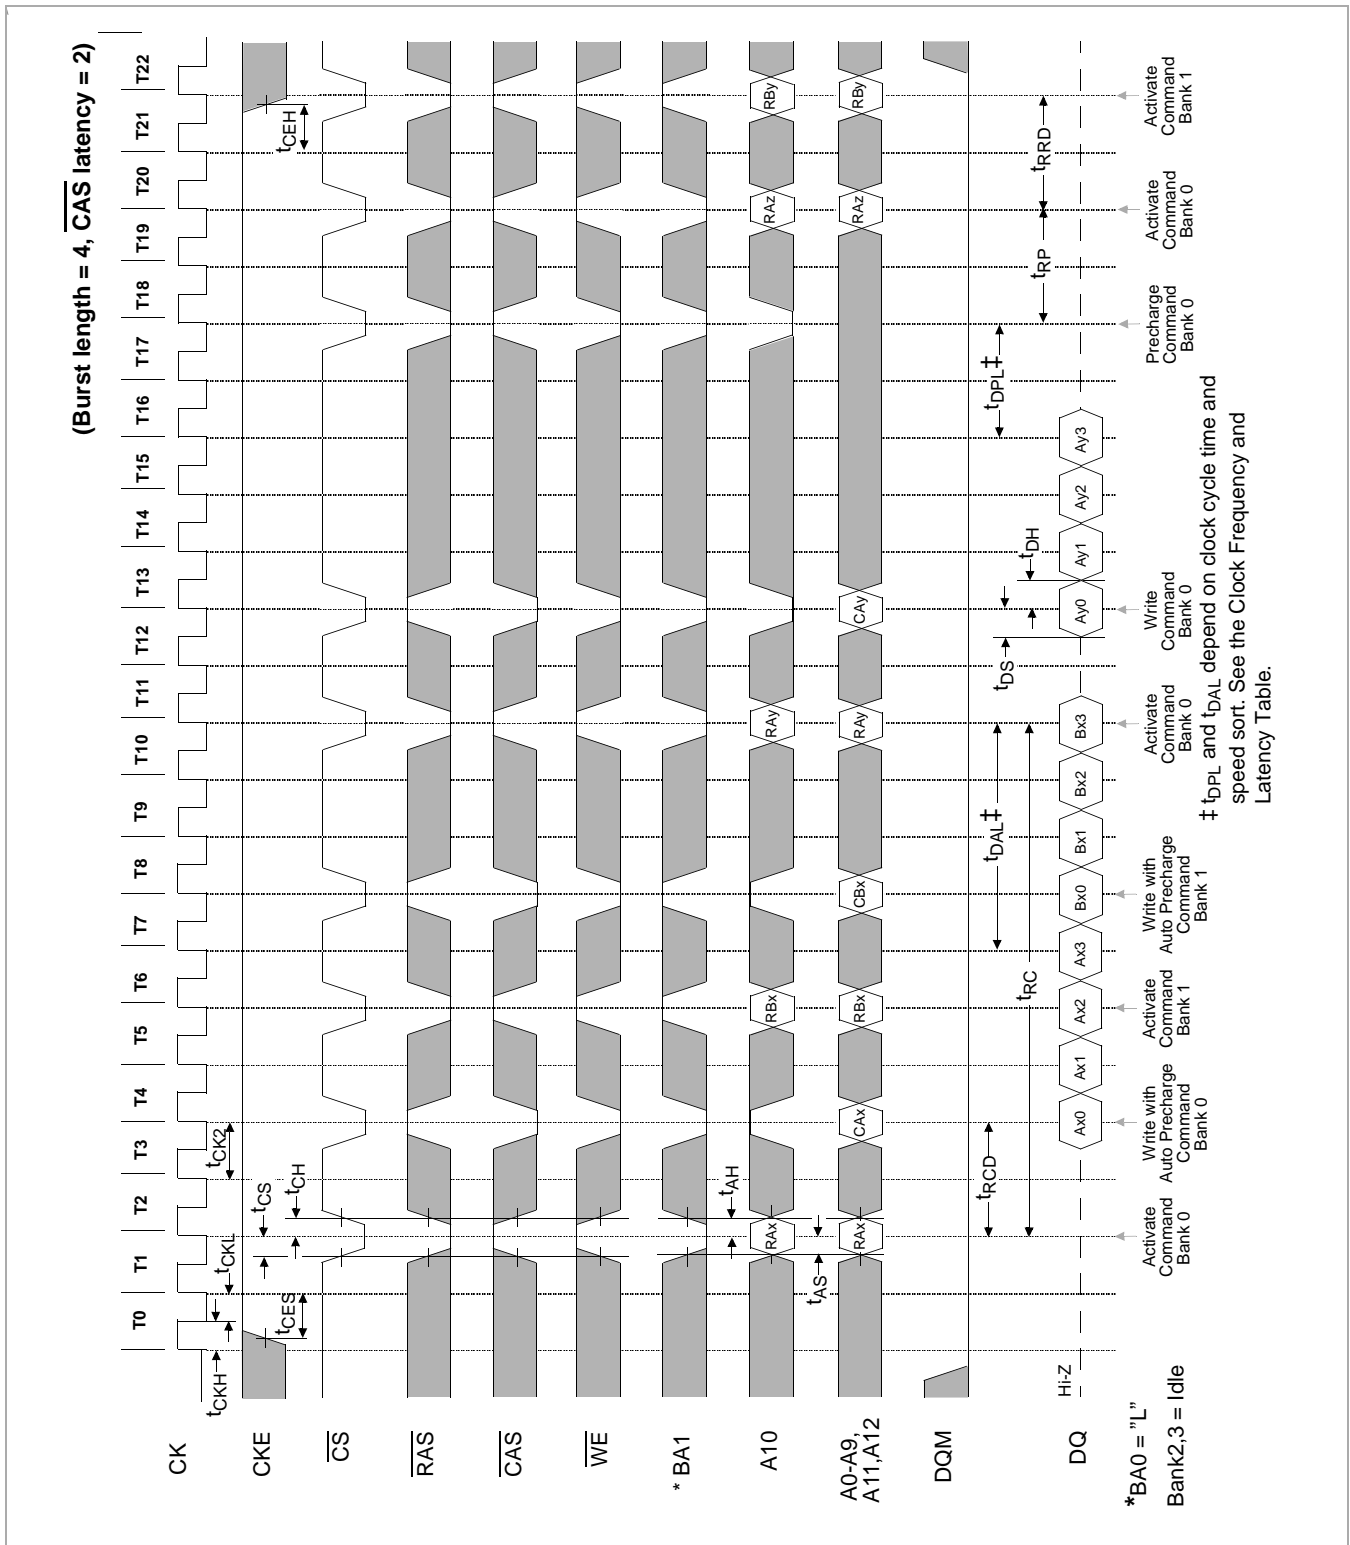 (Burst length = 4, CAS latency = 2)
T0 T1 T2 T3 T4 T5 T6 T7 T8 T9 T10 T11 T12 T13 T14 T15 T16 T17 T18 T19 T20 T21 T22
CK
tCKH
tCKL
tCK2
CKE
tCES
tCS
tCH
tCEH
CS
RAS
CAS
WE
* BA1
tAH
A10
RAx RBx RAy RAz RBy
tAS
A0-A9,
A11,A12
RAx CAx RBx CBx RAy CAy RAz RBy
DQM
tRCD
tDAL‡
tDS
tDPL‡
tRC
tDH
tRP
tRRD
DQ
Hi-Z
Ax0 Ax1 Ax2 Ax3 Bx0 Bx1 Bx2 Bx3 Ay0 Ay1 Ay2 Ay3
Activate
Command
Bank 0
Write with
Auto Precharge
Command
Bank 0
Activate
Command
Bank 1
Write with
Auto Precharge
Command
Bank 1
Activate
Command
Bank 0
Write
Command
Bank 0
Precharge
Command
Bank 0
Activate
Command
Bank 0
Activate
Command
Bank 1
*BA0 = ”L”
Bank2,3 = Idle
‡ tDPL and tDAL depend on clock cycle time and
speed sort. See the Clock Frequency and
Latency Table.